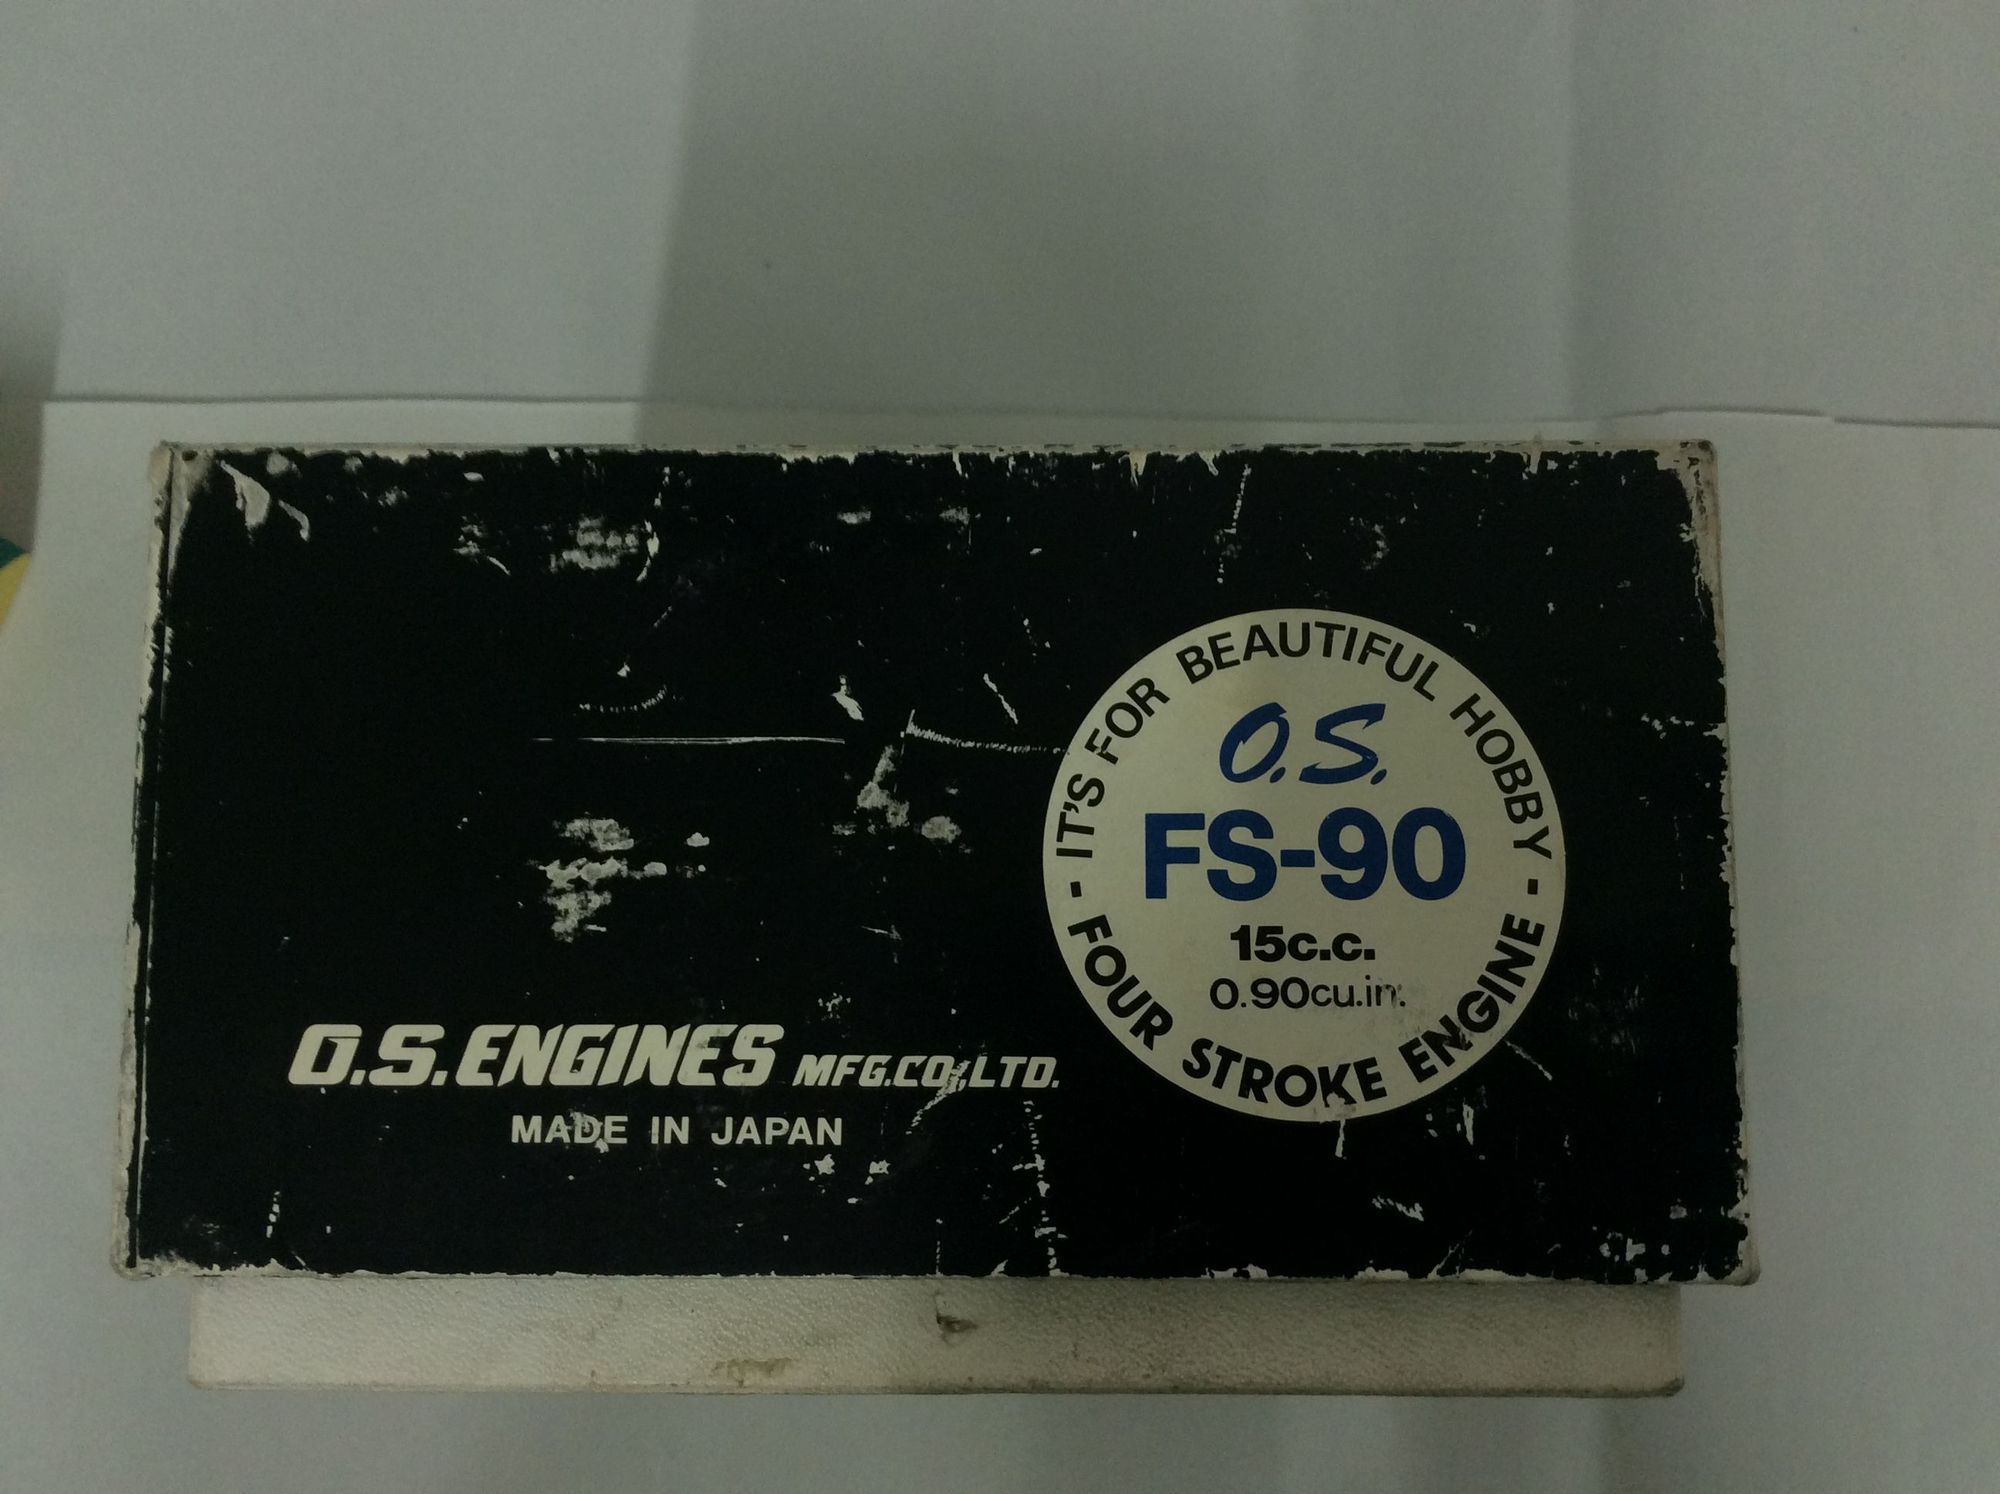 - IT'S FOR BEAUTIFUL HOBBY -
O.S.
FS-90
15c.c.
0.90cu.in.
FOUR STROKE ENGINE
O.S.ENGINES MFG.CO.,LTD.
MADE IN JAPAN